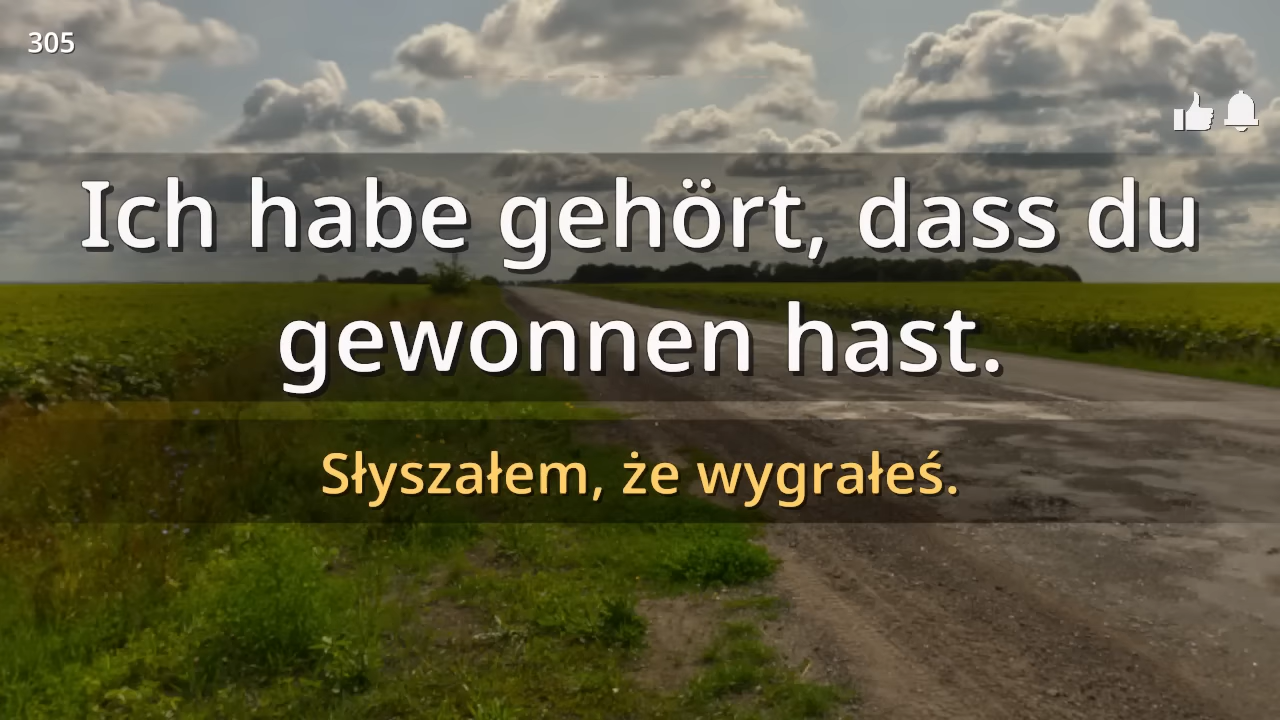 305
Ich habe gehört, dass du
gewonnen hast.
Słyszałem, że wygrałeś.